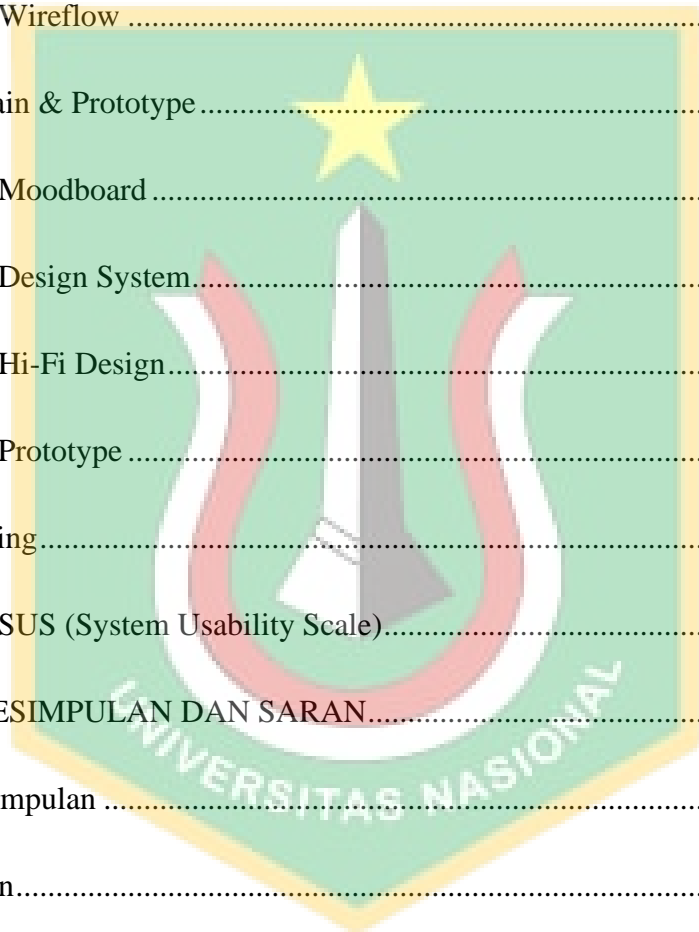 Wireflow ........................................................................
ain & Prototype ..............................................................
Moodboard ....................................................................
Design System ................................................................
Hi-Fi Design ..................................................................
Prototype ......................................................................
ing ................................................................................
SUS (System Usability Scale) ........................................
ESIMPULAN DAN SARAN ..........................................
mpulan .........................................................................
n ...................................................................................
UNIVERSITAS NASIONAL